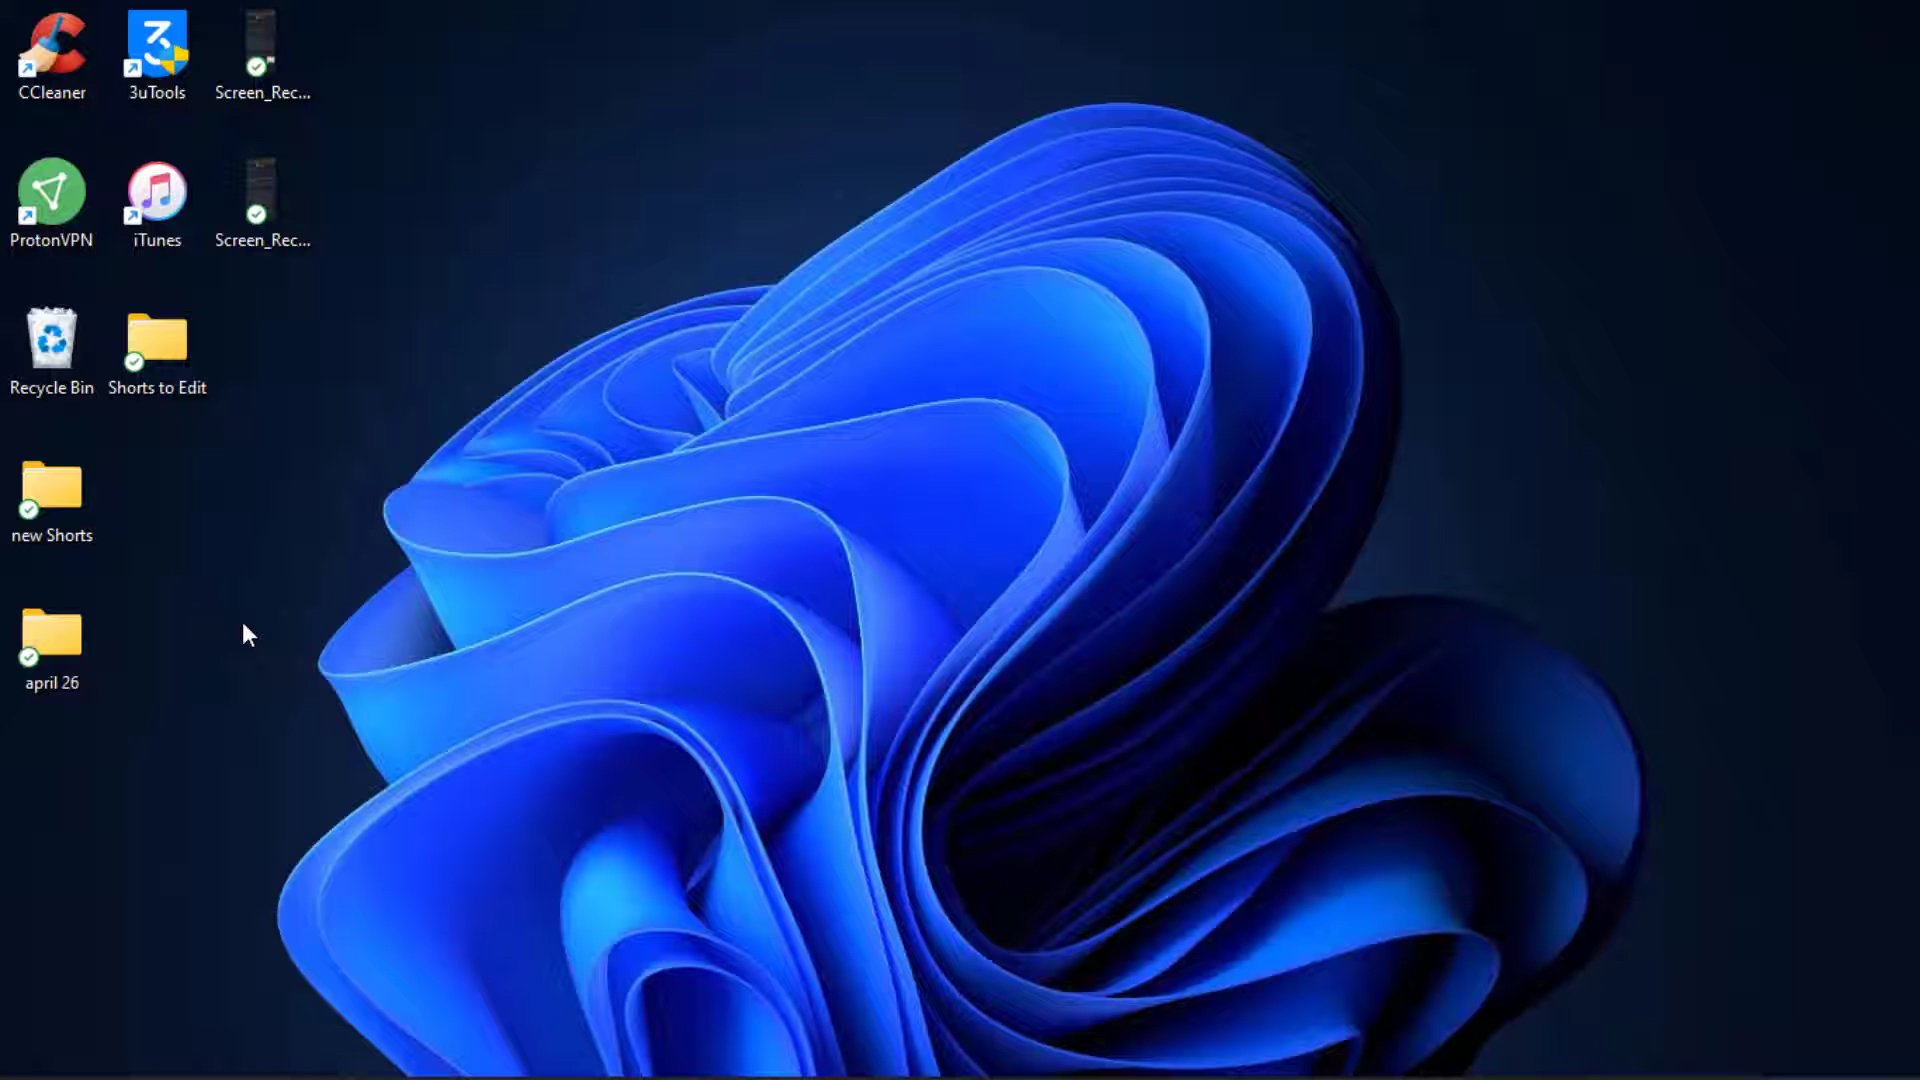 CCleaner
3uTools
Screen_Rec...
ProtonVPN
iTunes
Screen_Rec...
Recycle Bin
Shorts to Edit
new Shorts
april 26